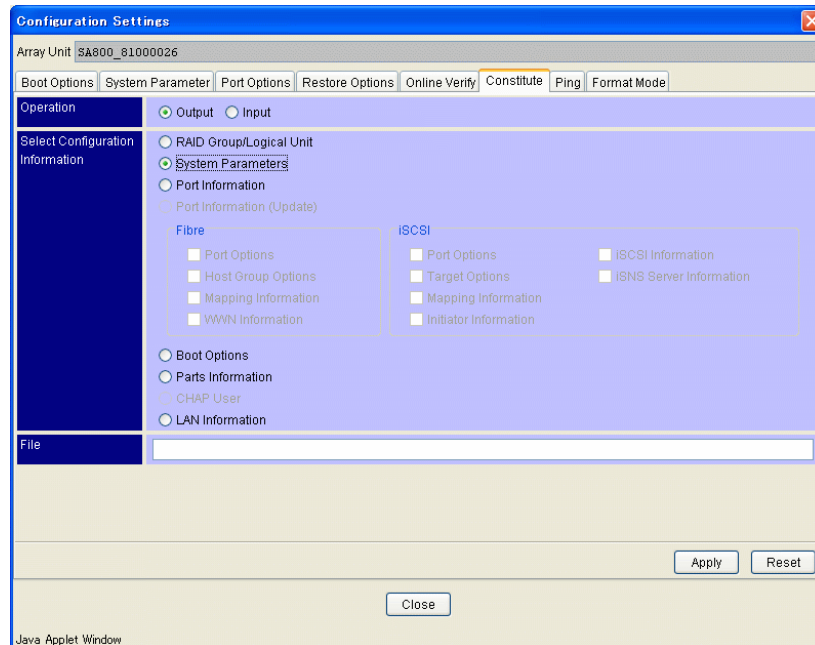 Configuration Settings
Array Unit SA800_81000026
Boot Options System Parameter Port Options Restore Options Online Verify Constitute Ping Format Mode
Operation Output Input
Select Configuration Information
RAID Group/Logical Unit
System Parameters
Port Information
Port Information (Update)
Fibre
Port Options
Host Group Options
Mapping Information
WWN Information
iSCSI
Port Options iSCSI Information
Target Options iSNS Server Information
Mapping Information
Initiator Information
Boot Options
Parts Information
CHAP User
LAN Information
File
Apply Reset
Close
Java Applet Window